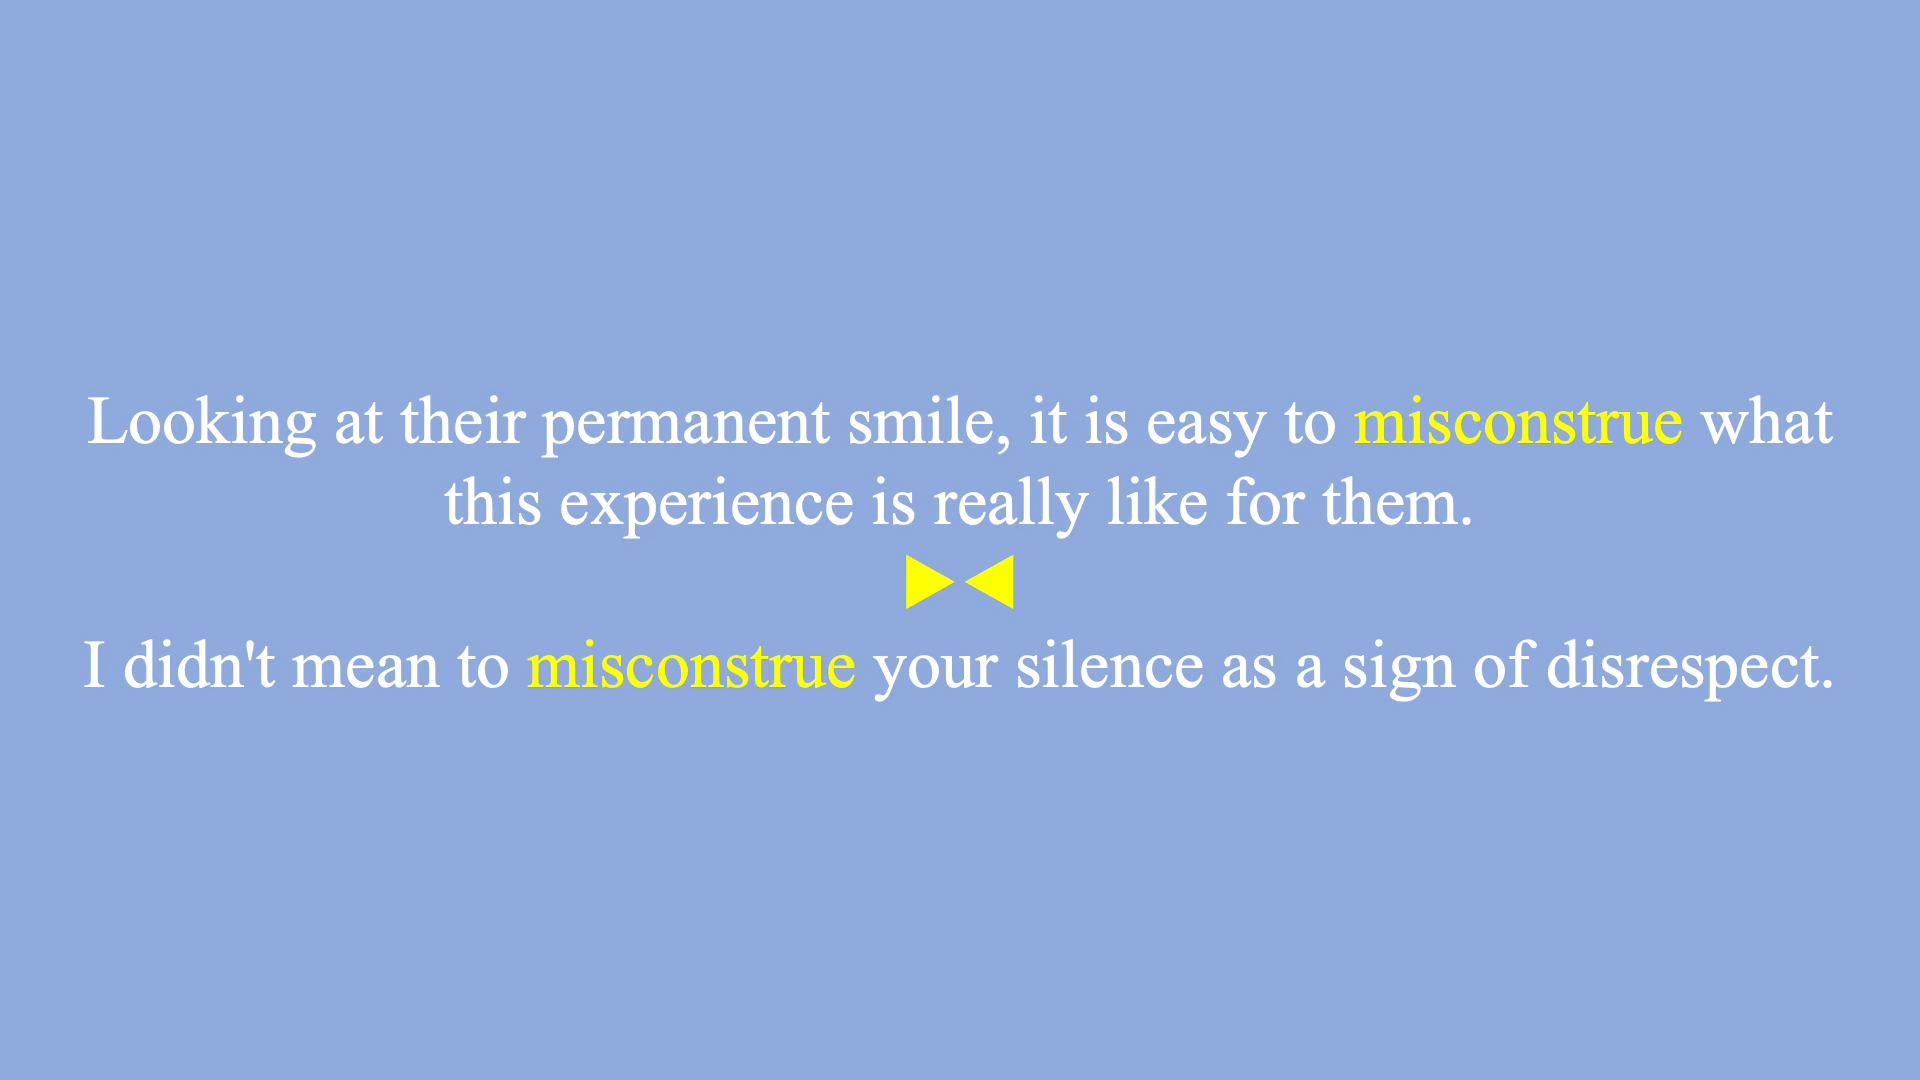 Looking at their permanent smile, it is easy to misconstrue what
this experience is really like for them.
I didn't mean to misconstrue your silence as a sign of disrespect.